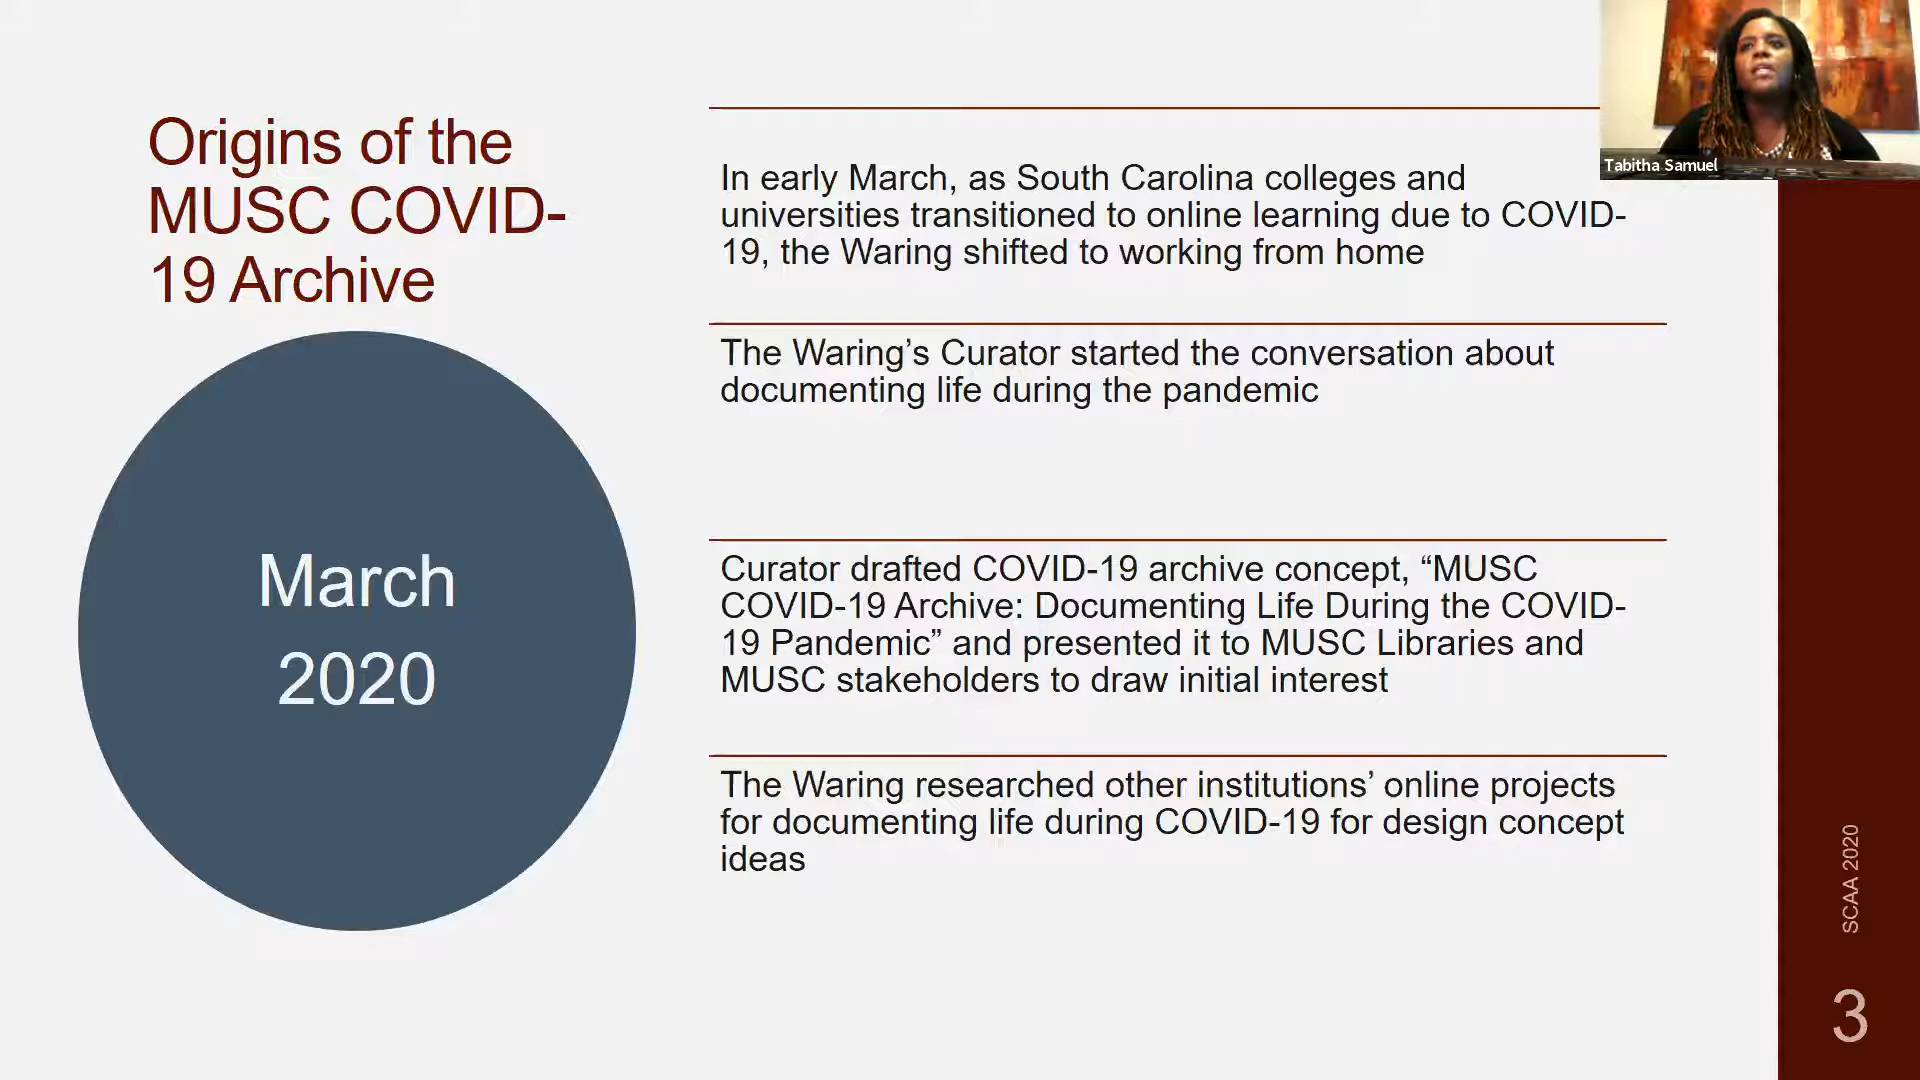 Origins of the
MUSC COVID-
19 Archive
March
2020
In early March, as South Carolina colleges and
universities transitioned to online learning due to COVID-
19, the Waring shifted to working from home
The Waring’s Curator started the conversation about
documenting life during the pandemic
Curator drafted COVID-19 archive concept, “MUSC
COVID-19 Archive: Documenting Life During the COVID-
19 Pandemic” and presented it to MUSC Libraries and
MUSC stakeholders to draw initial interest
The Waring researched other institutions’ online projects
for documenting life during COVID-19 for design concept
ideas
Tabitha Samuel
SCAA 2020
3